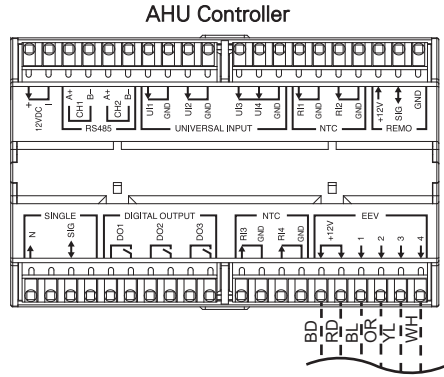 AHU Controller
+ 12VDC -
A+ CH1 B-
A+ CH2 B-
RS485
UI1 GND UI2 GND UI3 UI4 GND
UNIVERSAL INPUT
RI1 GND RI2 GND
NTC
+12V SIG GND
REMO
SINGLE
N SIG
DIGITAL OUTPUT
DO1 DO2 DO3
NTC
RI3 GND RI4 GND
EEV
+12V 1 2 3 4
BD RD BL OR YL WH